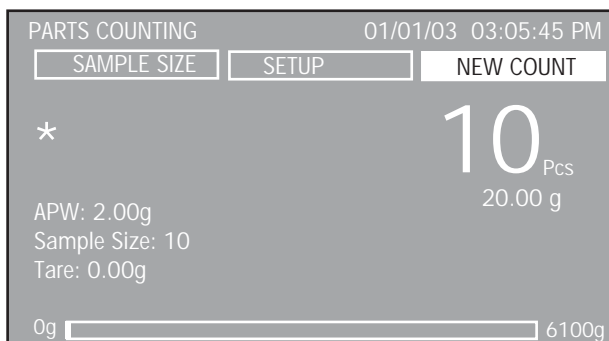 PARTS COUNTING 01/01/03 03:05:45 PM
SAMPLE SIZE SETUP NEW COUNT
* 10 Pcs
20.00 g
APW: 2.00g
Sample Size: 10
Tare: 0.00g
0g 6100g